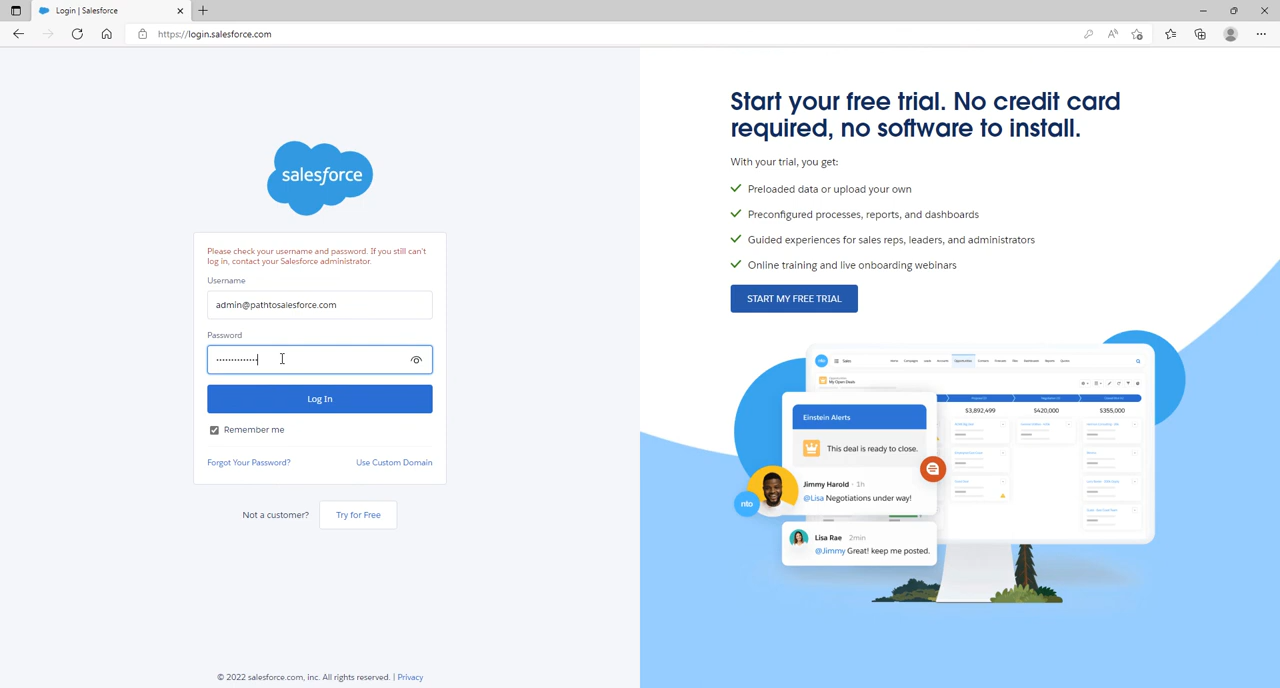 Login | Salesforce
https://login.salesforce.com
salesforce
Please check your username and password. If you still can't
log in, contact your Salesforce administrator.
Username
admin@pathtosalesforce.com
Password
Log In
Remember me
Forgot Your Password?
Use Custom Domain
Not a customer?
Try for Free
© 2022 salesforce.com, inc. All rights reserved. | Privacy
Start your free trial. No credit card
required, no software to install.
With your trial, you get:
Preloaded data or upload your own
Preconfigured processes, reports, and dashboards
Guided experiences for sales reps, leaders, and administrators
Online training and live onboarding webinars
START MY FREE TRIAL
nto
Sales
My Open Deals
$3,892,499
$420,000
$355,000
Einstein Alerts
This deal is ready to close.
Jimmy Harold · 1h
@Lisa Negotiations under way!
nto
Lisa Rae 2min
@Jimmy Great! keep me posted.